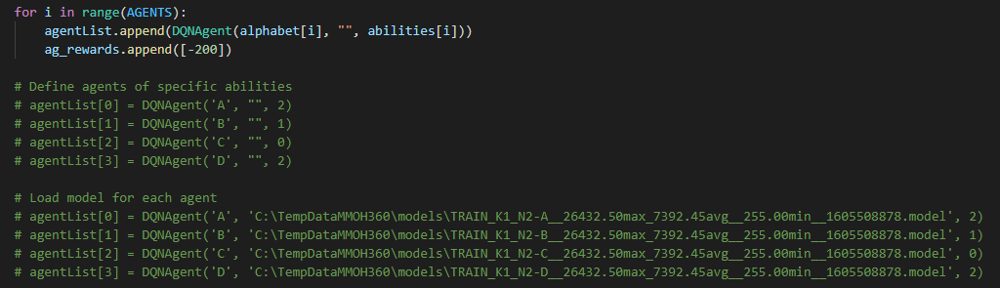 for i in range(AGENTS):
    agentList.append(DQNAgent(alphabet[i], "", abilities[i]))
    ag_rewards.append([-200])

# Define agents of specific abilities
# agentList[0] = DQNAgent('A', "", 2)
# agentList[1] = DQNAgent('B', "", 1)
# agentList[2] = DQNAgent('C', "", 0)
# agentList[3] = DQNAgent('D', "", 2)

# Load model for each agent
# agentList[0] = DQNAgent('A', 'C:\TempDataMMOH360\models\TRAIN_K1_N2-A__26432.50max_7392.45avg__255.00min__1605508878.model', 2)
# agentList[1] = DQNAgent('B', 'C:\TempDataMMOH360\models\TRAIN_K1_N2-B__26432.50max_7392.45avg__255.00min__1605508878.model', 1)
# agentList[2] = DQNAgent('C', 'C:\TempDataMMOH360\models\TRAIN_K1_N2-C__26432.50max_7392.45avg__255.00min__1605508878.model', 0)
# agentList[3] = DQNAgent('D', 'C:\TempDataMMOH360\models\TRAIN_K1_N2-D__26432.50max_7392.45avg__255.00min__1605508878.model', 2)